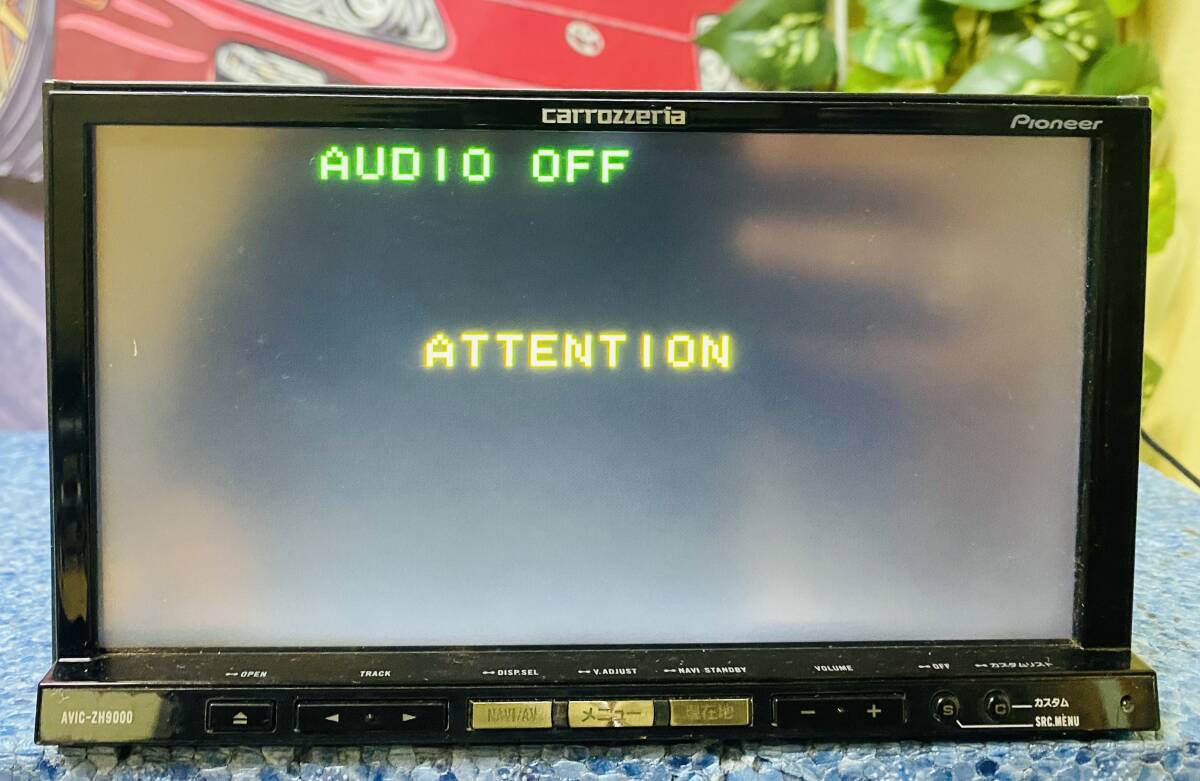 carrozzeria
Pioneer
AUDIO OFF
ATTENTION
OPEN TRACK DISP.SEL V.ADJUST NAVI STANDBY VOLUME OFF カスタムリスト
AVIC-ZH9000 NAVI/AV メニュー 現在地 − + S C カスタム
SRC.MENU